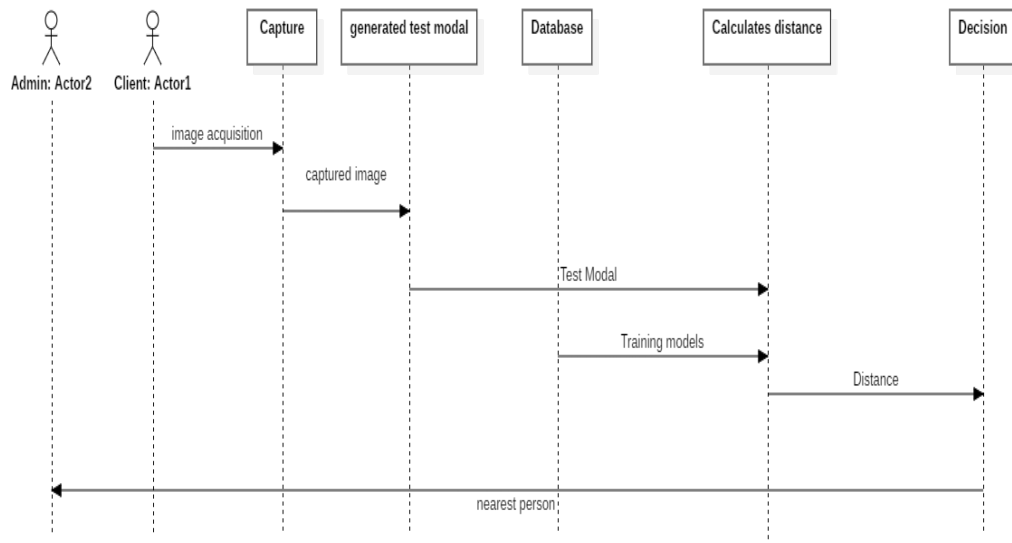 Capture
generated test modal
Database
Calculates distance
Decision
Admin: Actor2
Client: Actor1
image acquisition
captured image
Test Modal
Training models
Distance
nearest person